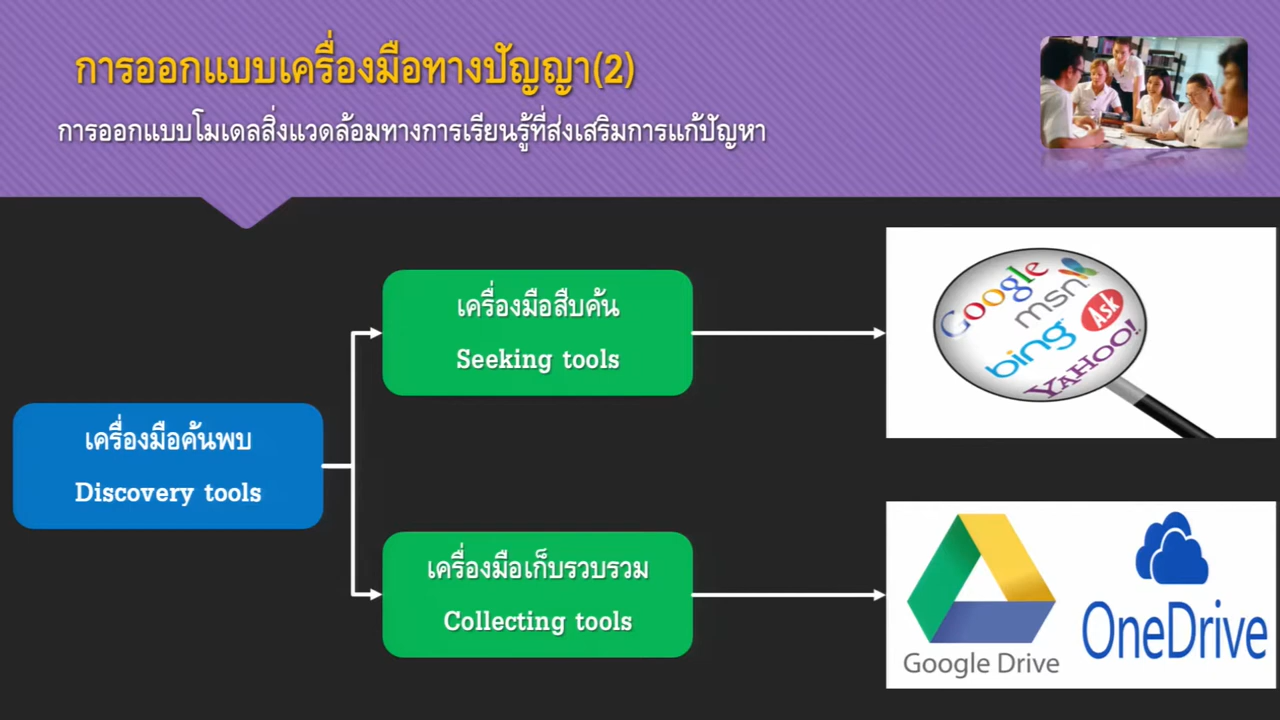 การออกแบบเครื่องมือทางปัญญา(2)
การออกแบบโมเดลสิ่งแวดล้อมทางการเรียนรู้ที่ส่งเสริมการแก้ปัญหา
เครื่องมือสืบค้น
Seeking tools
Google
msn
bing
Ask
YAHOO!
เครื่องมือค้นพบ
Discovery tools
เครื่องมือเก็บรวบรวม
Collecting tools
Google Drive
OneDrive